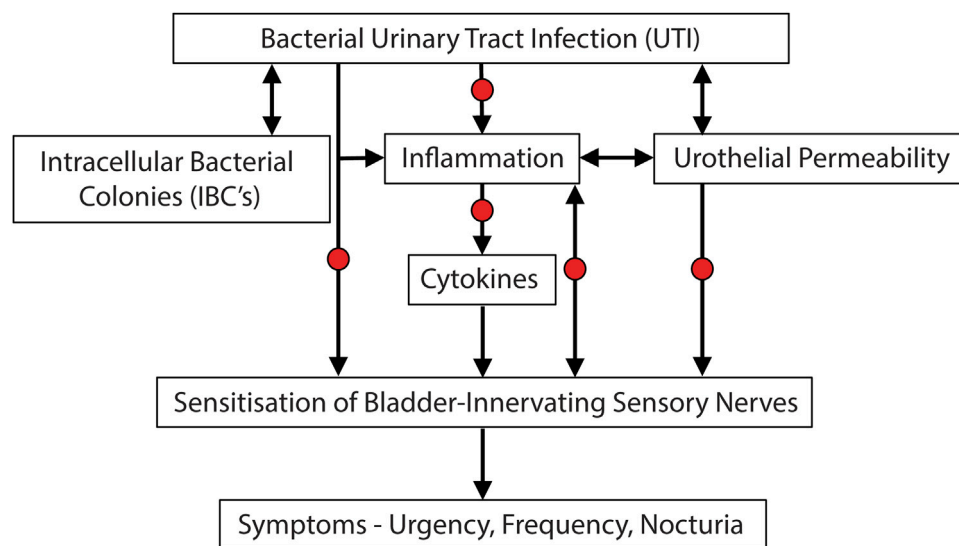 Bacterial Urinary Tract Infection (UTI)
Intracellular Bacterial
Colonies (IBC's)
Inflammation
Urothelial Permeability
Cytokines
Sensitisation of Bladder-Innervating Sensory Nerves
Symptoms - Urgency, Frequency, Nocturia